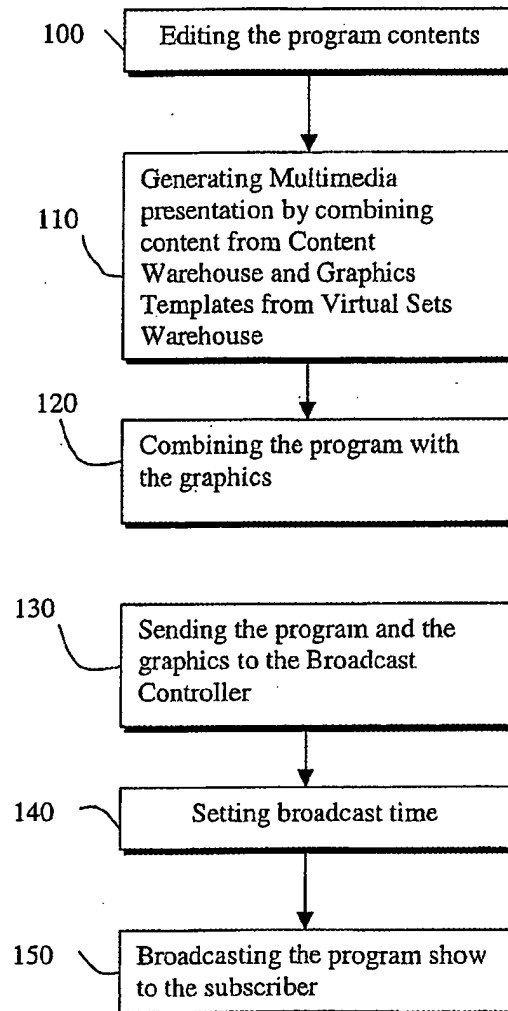 100
Editing the program contents
110
Generating Multimedia
presentation by combining
content from Content
Warehouse and Graphics
Templates from Virtual Sets
Warehouse
120
Combining the program with
the graphics
130
Sending the program and the
graphics to the Broadcast
Controller
140
Setting broadcast time
150
Broadcasting the program show
to the subscriber